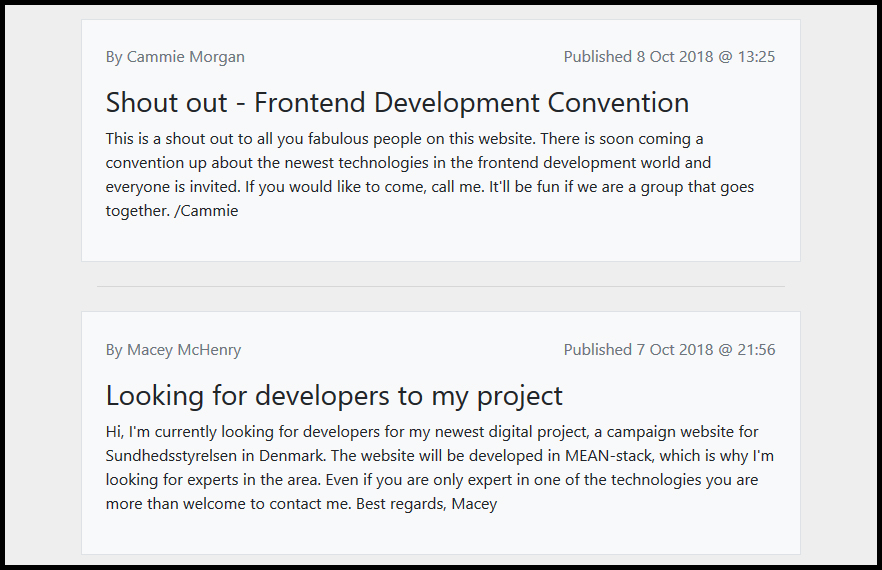 By Cammie Morgan Published 8 Oct 2018 @ 13:25
Shout out - Frontend Development Convention
This is a shout out to all you fabulous people on this website. There is soon coming a
convention up about the newest technologies in the frontend development world and
everyone is invited. If you would like to come, call me. It'll be fun if we are a group that goes
together. /Cammie
By Macey McHenry Published 7 Oct 2018 @ 21:56
Looking for developers to my project
Hi, I'm currently looking for developers for my newest digital project, a campaign website for
Sundhedsstyrelsen in Denmark. The website will be developed in MEAN-stack, which is why I'm
looking for experts in the area. Even if you are only expert in one of the technologies you are
more than welcome to contact me. Best regards, Macey